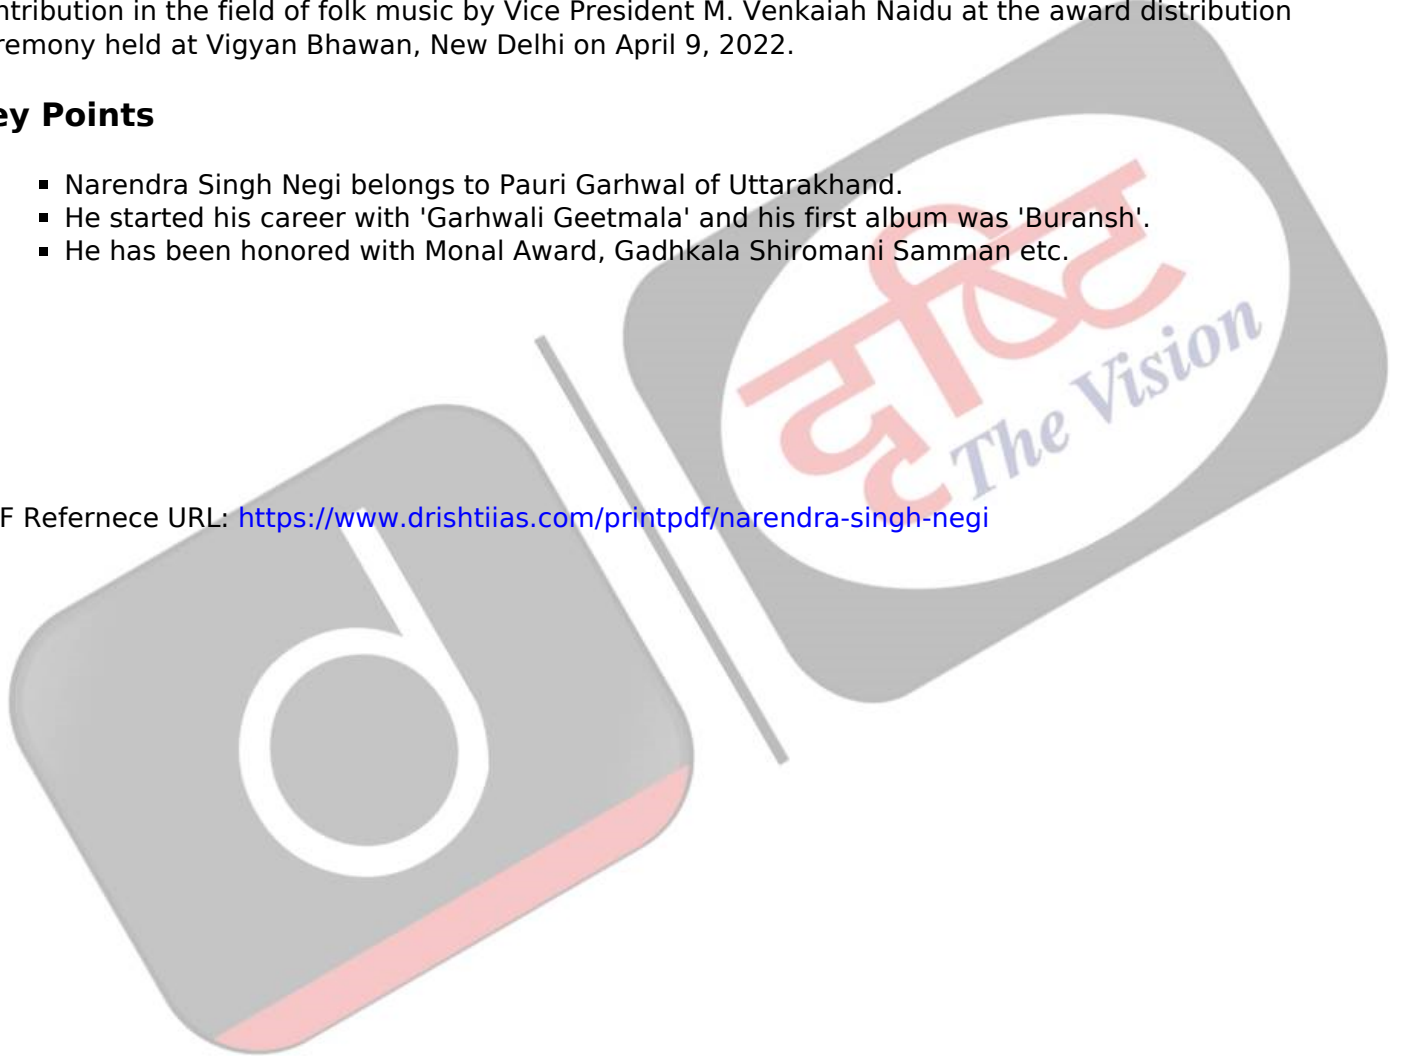 ntribution in the field of folk music by Vice President M. Venkaiah Naidu at the award distribution
remony held at Vigyan Bhawan, New Delhi on April 9, 2022.
ey Points
▪ Narendra Singh Negi belongs to Pauri Garhwal of Uttarakhand.
▪ He started his career with 'Garhwali Geetmala' and his first album was 'Buransh'.
▪ He has been honored with Monal Award, Gadhkala Shiromani Samman etc.
दृष्टि
The Vision
F Refernece URL: https://www.drishtiias.com/printpdf/narendra-singh-negi
d